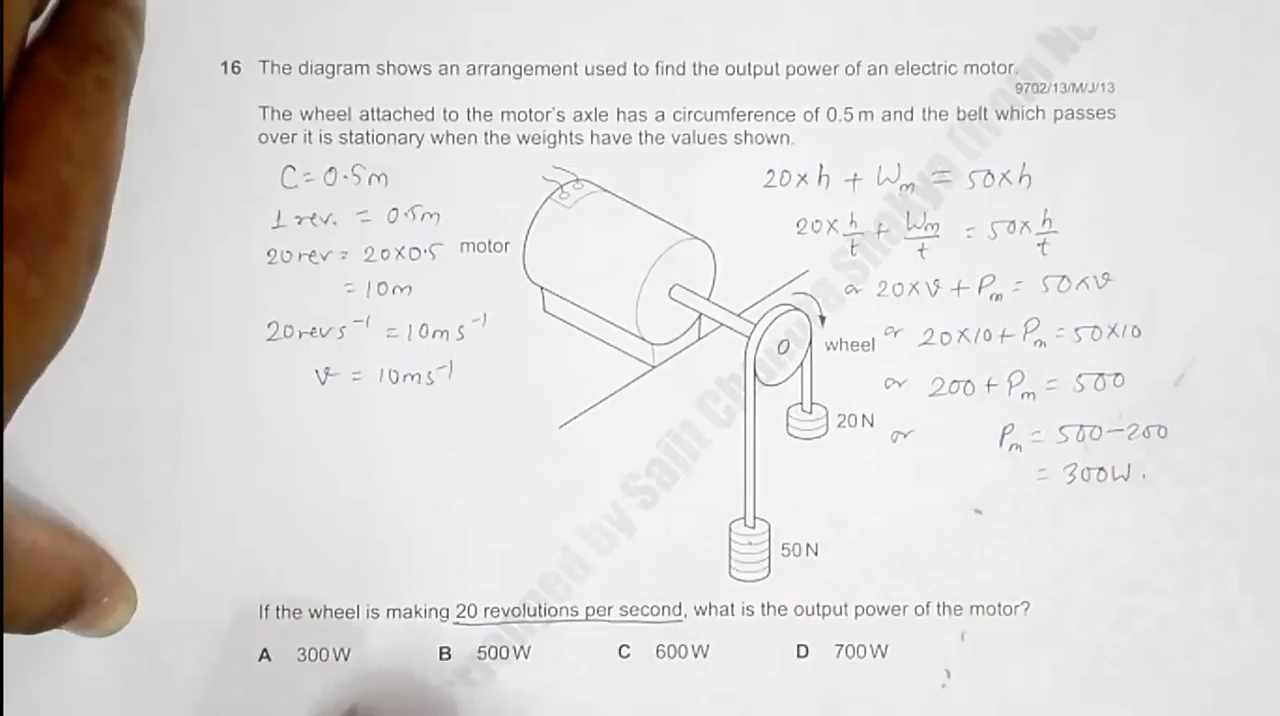 16 The diagram shows an arrangement used to find the output power of an electric motor.
9702/13/M/J/13
The wheel attached to the motor's axle has a circumference of 0.5 m and the belt which passes
over it is stationary when the weights have the values shown.
C = 0.5m
1 rev. = 0.5m
20rev = 20×0.5
= 10m
20rev s⁻¹ = 10ms⁻¹
v = 10ms⁻¹
motor
wheel
20 N
50 N
20×h + Wₘ = 50×h
20×h/t + Wₘ/t = 50×h/t
or 20×v + Pₘ = 50×v
or 20×10+Pₘ = 50×10
or 200+Pₘ = 500
or Pₘ = 500-200
= 300W.
If the wheel is making 20 revolutions per second, what is the output power of the motor?
A 300 W B 500 W C 600 W D 700 W